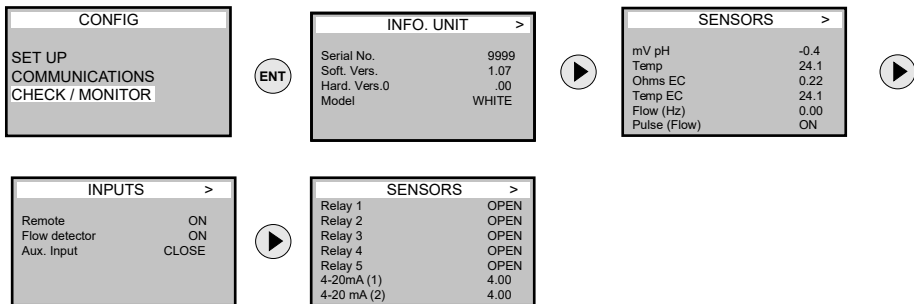 CONFIG
SET UP
COMMUNICATIONS
CHECK / MONITOR
ENT
INFO. UNIT >
Serial No. 9999
Soft. Vers. 1.07
Hard. Vers.0 .00
Model WHITE
SENSORS >
mV pH -0.4
Temp 24.1
Ohms EC 0.22
Temp EC 24.1
Flow (Hz) 0.00
Pulse (Flow) ON
INPUTS >
Remote ON
Flow detector ON
Aux. Input CLOSE
SENSORS >
Relay 1 OPEN
Relay 2 OPEN
Relay 3 OPEN
Relay 4 OPEN
Relay 5 OPEN
4-20mA (1) 4.00
4-20 mA (2) 4.00